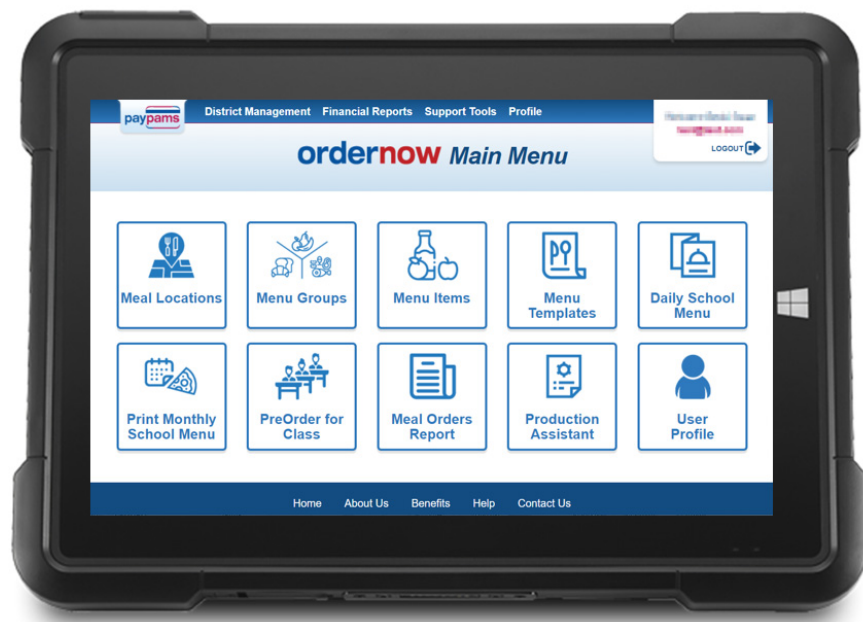 paypams
District Management Financial Reports Support Tools Profile
LOGOUT
ordernow Main Menu
Meal Locations
Menu Groups
Menu Items
Menu
Templates
Daily School
Menu
Print Monthly
School Menu
PreOrder for
Class
Meal Orders
Report
Production
Assistant
User
Profile
Home About Us Benefits Help Contact Us